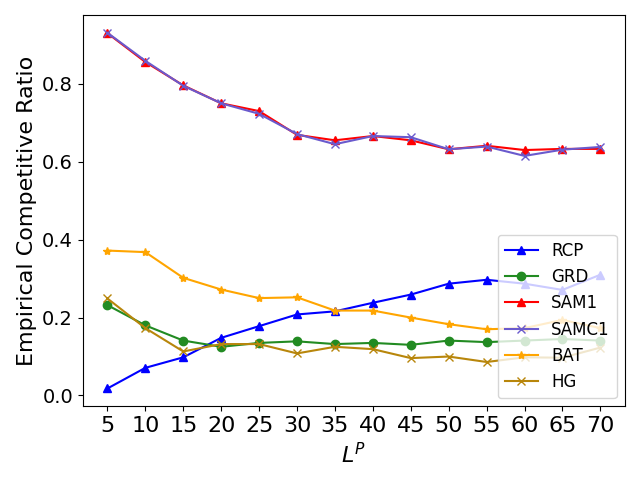 Empirical Competitive Ratio
0.8
0.6
0.4
0.2
0.0
RCP
GRD
SAM1
SAMC1
BAT
HG
5 10 15 20 25 30 35 40 45 50 55 60 65 70
L^P